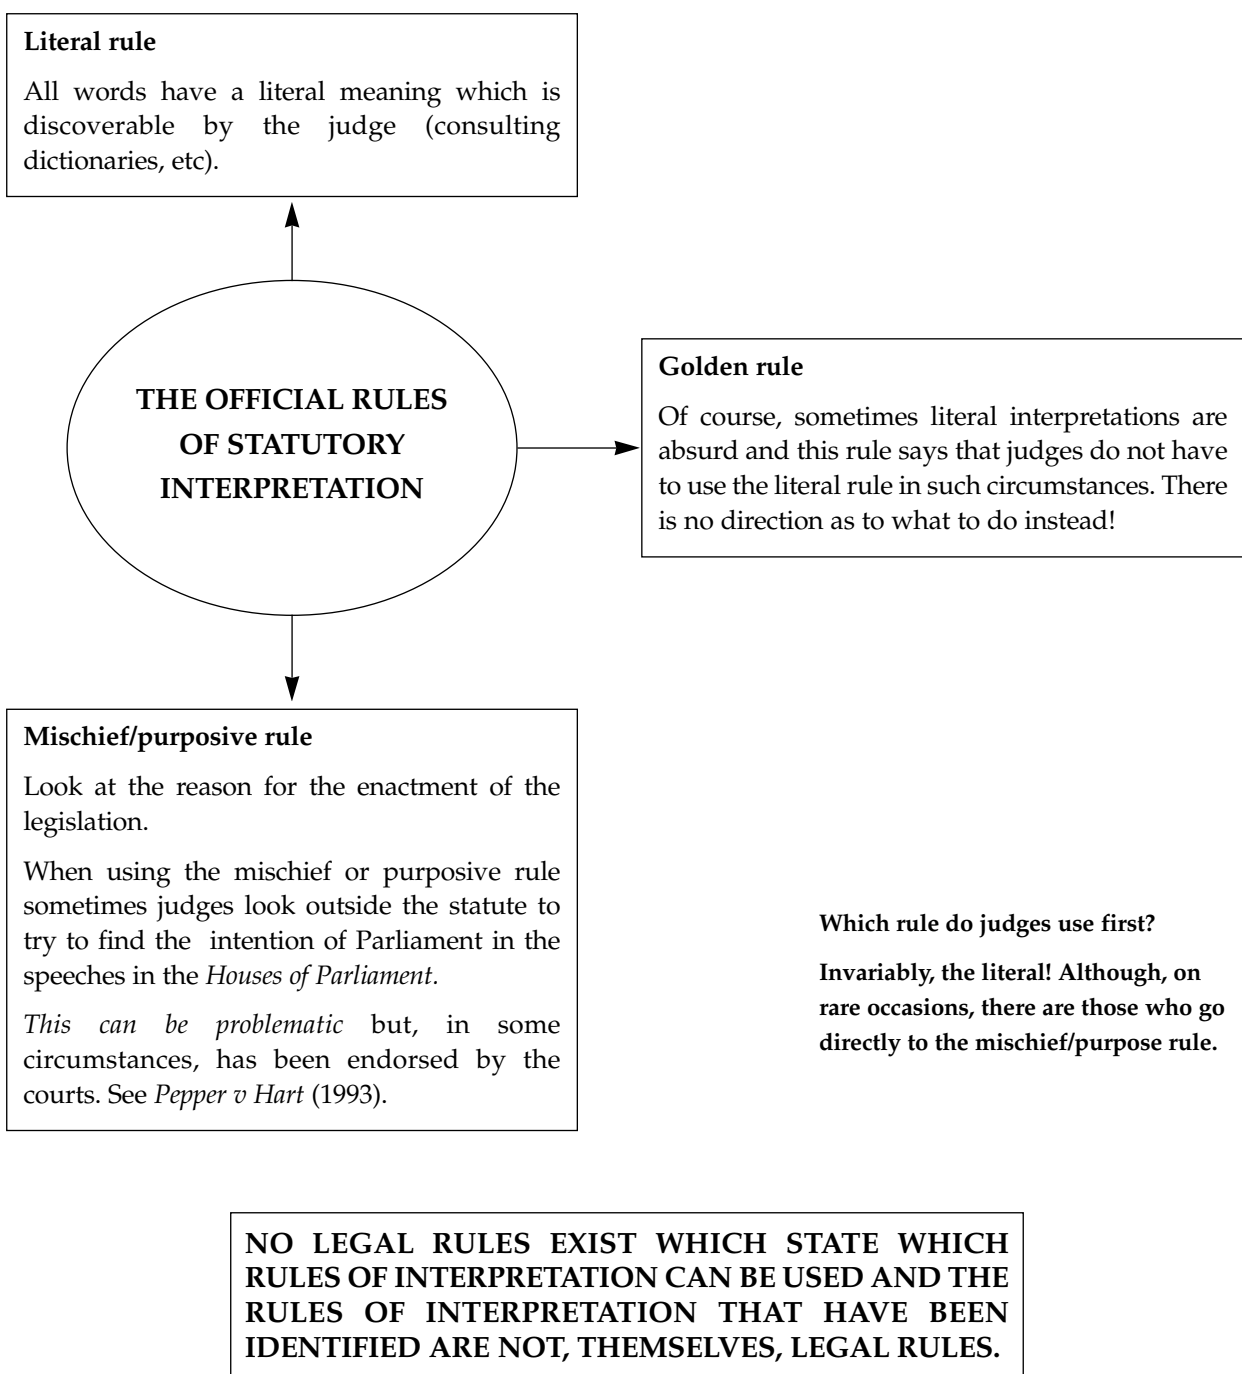 Literal rule
All words have a literal meaning which is
discoverable by the judge (consulting
dictionaries, etc).
THE OFFICIAL RULES
OF STATUTORY
INTERPRETATION
Golden rule
Of course, sometimes literal interpretations are
absurd and this rule says that judges do not have
to use the literal rule in such circumstances. There
is no direction as to what to do instead!
Mischief/purposive rule
Look at the reason for the enactment of the
legislation.
When using the mischief or purposive rule
sometimes judges look outside the statute to
try to find the intention of Parliament in the
speeches in the Houses of Parliament.
This can be problematic but, in some
circumstances, has been endorsed by the
courts. See Pepper v Hart (1993).
Which rule do judges use first?
Invariably, the literal! Although, on
rare occasions, there are those who go
directly to the mischief/purpose rule.
NO LEGAL RULES EXIST WHICH STATE WHICH
RULES OF INTERPRETATION CAN BE USED AND THE
RULES OF INTERPRETATION THAT HAVE BEEN
IDENTIFIED ARE NOT, THEMSELVES, LEGAL RULES.